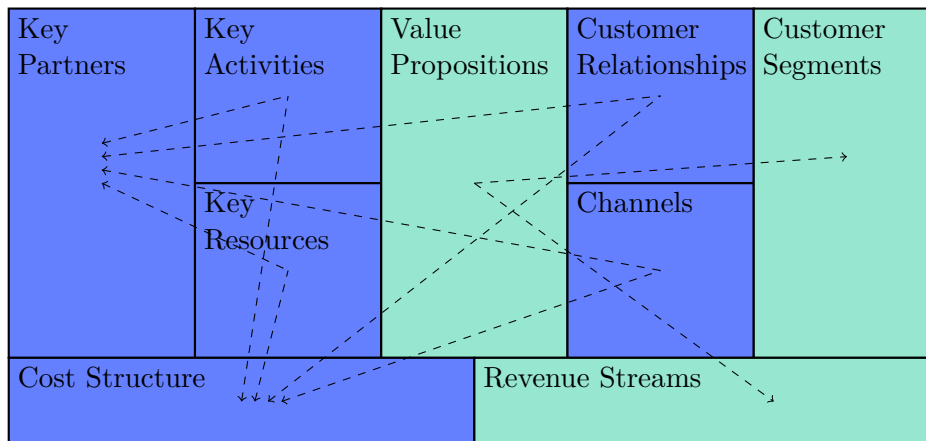 Key
Partners
Key
Activities
Value
Propositions
Customer
Relationships
Customer
Segments
Key
Resources
Channels
Cost Structure
Revenue Streams